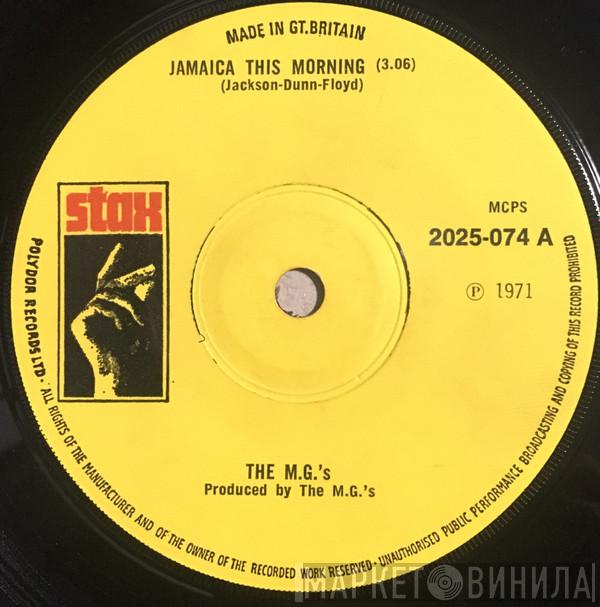 MADE IN GT.BRITAIN
JAMAICA THIS MORNING (3.06)
(Jackson-Dunn-Floyd)
stax
MCPS
2025-074 A
Ⓟ 1971
THE M.G.'s
Produced by The M.G.'s
POLYDOR RECORDS LTD· ALL RIGHTS OF THE MANUFACTURER AND OF THE OWNER OF THE RECORDED WORK RESERVED· UNAUTHORISED PUBLIC PERFORMANCE BROADCASTING AND COPYING OF THIS RECORD PROHIBITED
МАРКЕТ ВИНИЛА